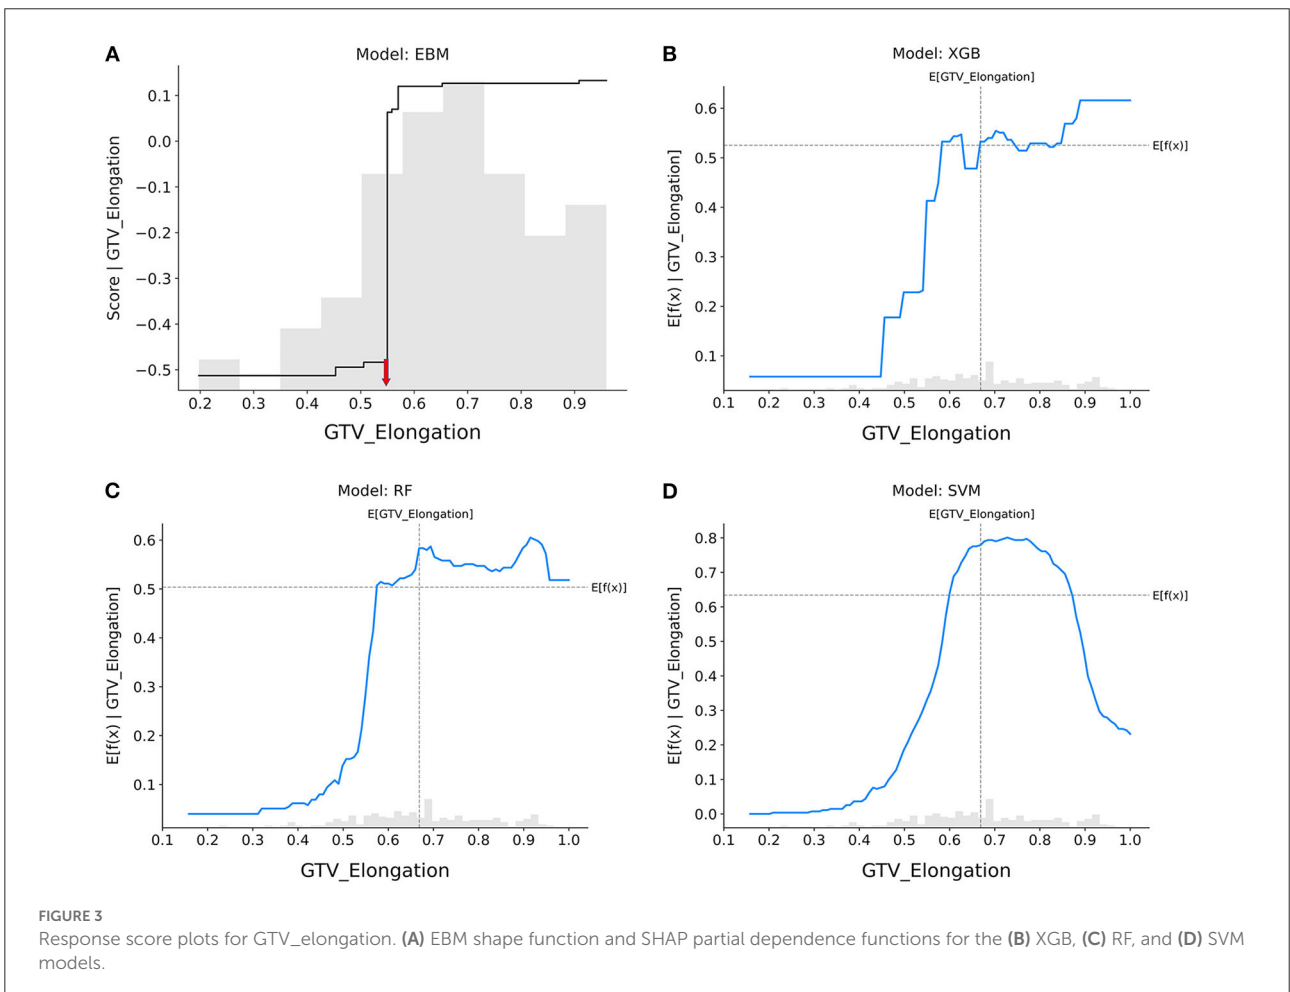 A
Model: EBM
Score | GTV_Elongation
0.1
0.0
−0.1
−0.2
−0.3
−0.4
−0.5
0.2 0.3 0.4 0.5 0.6 0.7 0.8 0.9
GTV_Elongation
B
Model: XGB
E[GTV_Elongation]
E[f(x) | GTV_Elongation]
0.6
0.5
0.4
0.3
0.2
0.1
E[f(x)]
0.1 0.2 0.3 0.4 0.5 0.6 0.7 0.8 0.9 1.0
GTV_Elongation
C
Model: RF
E[GTV_Elongation]
E[f(x) | GTV_Elongation]
0.6
0.5
0.4
0.3
0.2
0.1
E[f(x)]
0.1 0.2 0.3 0.4 0.5 0.6 0.7 0.8 0.9 1.0
GTV_Elongation
D
Model: SVM
E[GTV_Elongation]
E[f(x) | GTV_Elongation]
0.8
0.7
0.6
0.5
0.4
0.3
0.2
0.1
0.0
E[f(x)]
0.1 0.2 0.3 0.4 0.5 0.6 0.7 0.8 0.9 1.0
GTV_Elongation
FIGURE 3
Response score plots for GTV_elongation. (A) EBM shape function and SHAP partial dependence functions for the (B) XGB, (C) RF, and (D) SVM
models.